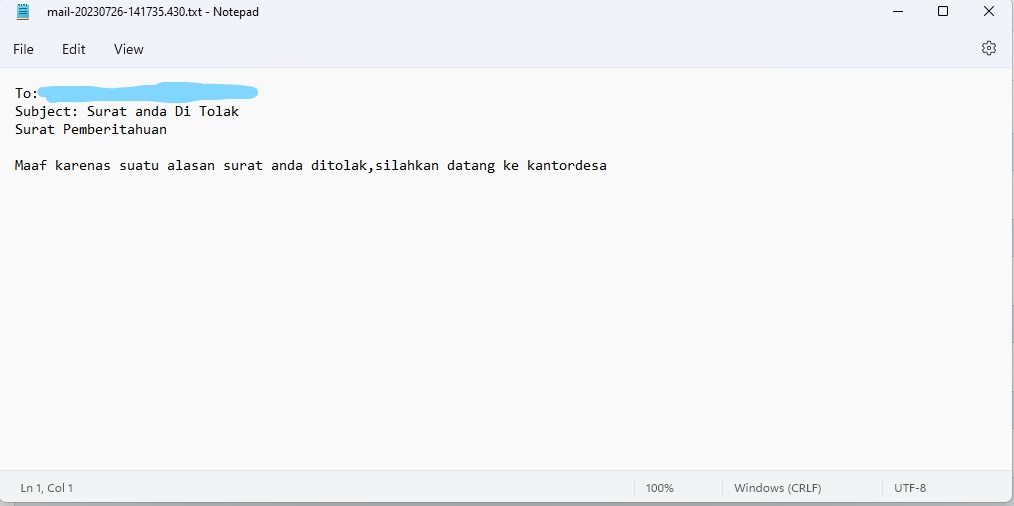 mail-20230726-141735.430.txt - Notepad
File Edit View
To:
Subject: Surat anda Di Tolak
Surat Pemberitahuan
Maaf karenas suatu alasan surat anda ditolak,silahkan datang ke kantordesa
Ln 1, Col 1 100% Windows (CRLF) UTF-8